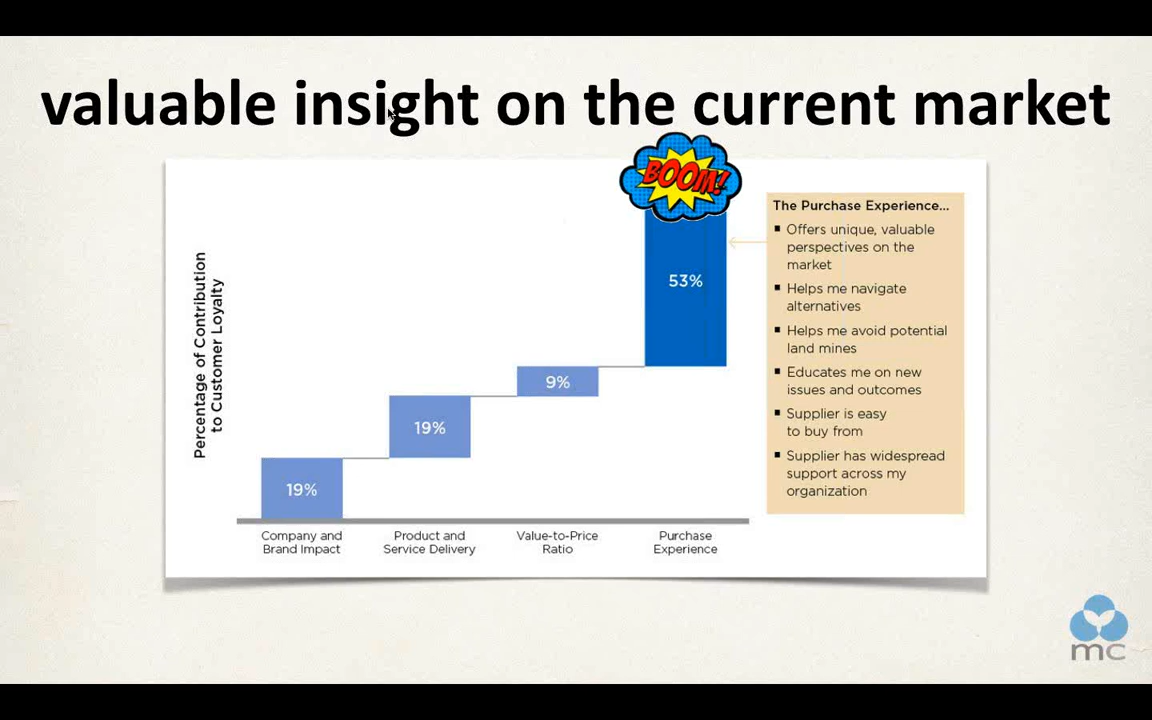 valuable insight on the current market
BOOM!
The Purchase Experience...
▪ Offers unique, valuable
perspectives on the
market
▪ Helps me navigate
alternatives
▪ Helps me avoid potential
land mines
▪ Educates me on new
issues and outcomes
▪ Supplier is easy
to buy from
▪ Supplier has widespread
support across my
organization
Percentage of Contribution
to Customer Loyalty
53%
9%
19%
19%
Company and
Brand Impact
Product and
Service Delivery
Value-to-Price
Ratio
Purchase
Experience
mc